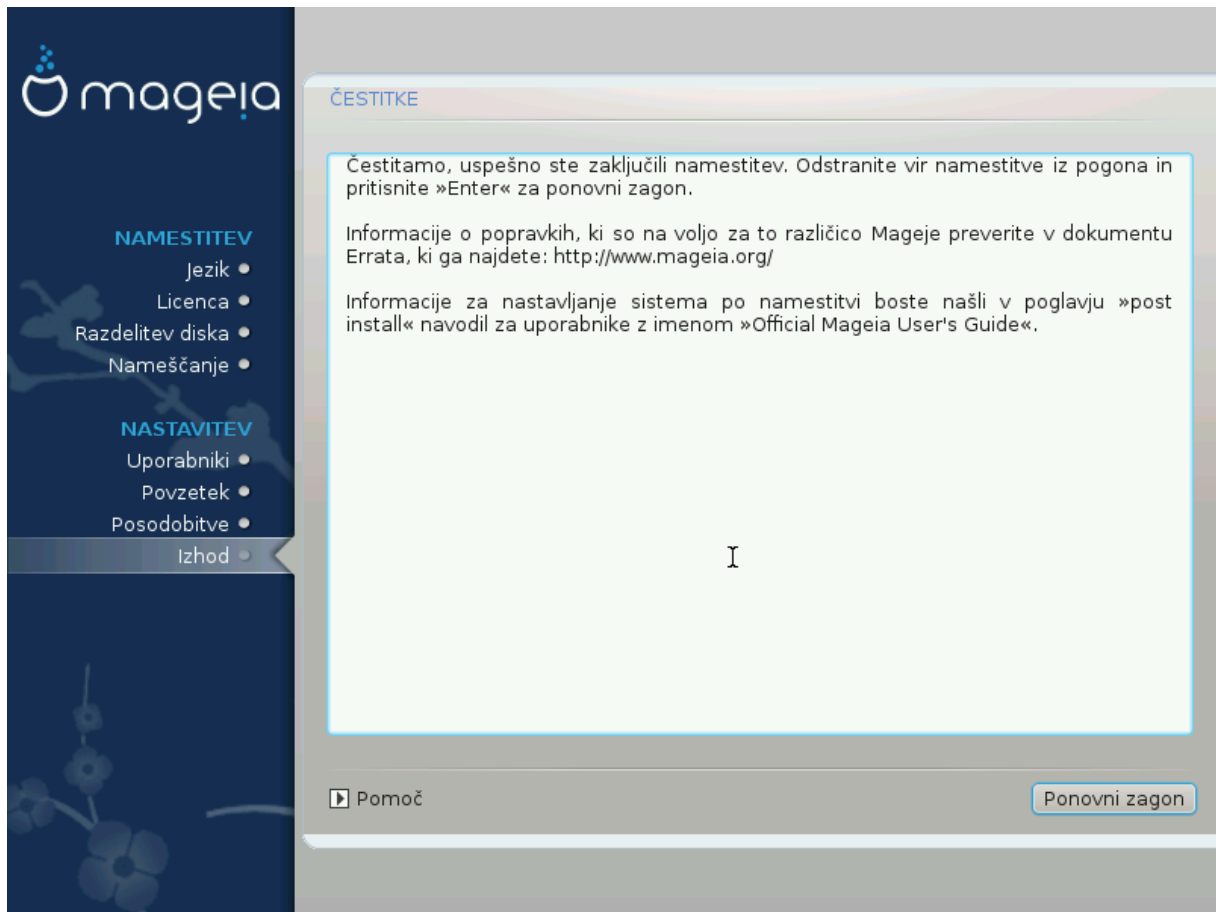 mageia
NAMESTITEV
Jezik
Licenca
Razdelitev diska
Nameščanje
NASTAVITEV
Uporabniki
Povzetek
Posodobitve
Izhod
ČESTITKE
Čestitamo, uspešno ste zaključili namestitev. Odstranite vir namestitve iz pogona in
pritisnite »Enter« za ponovni zagon.
Informacije o popravkih, ki so na voljo za to različico Mageje preverite v dokumentu
Errata, ki ga najdete: http://www.mageia.org/
Informacije za nastavljanje sistema po namestitvi boste našli v poglavju »post
install« navodil za uporabnike z imenom »Official Mageia User's Guide«.
Pomoč
Ponovni zagon